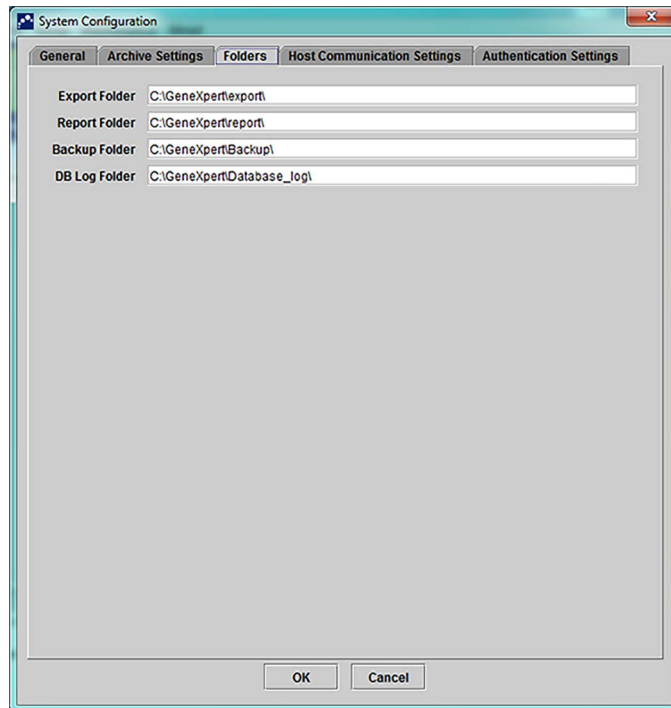 System Configuration
General Archive Settings Folders Host Communication Settings Authentication Settings
Export Folder C:\GeneXpert\export\
Report Folder C:\GeneXpert\report\
Backup Folder C:\GeneXpert\Backup\
DB Log Folder C:\GeneXpert\Database_log\
OK Cancel